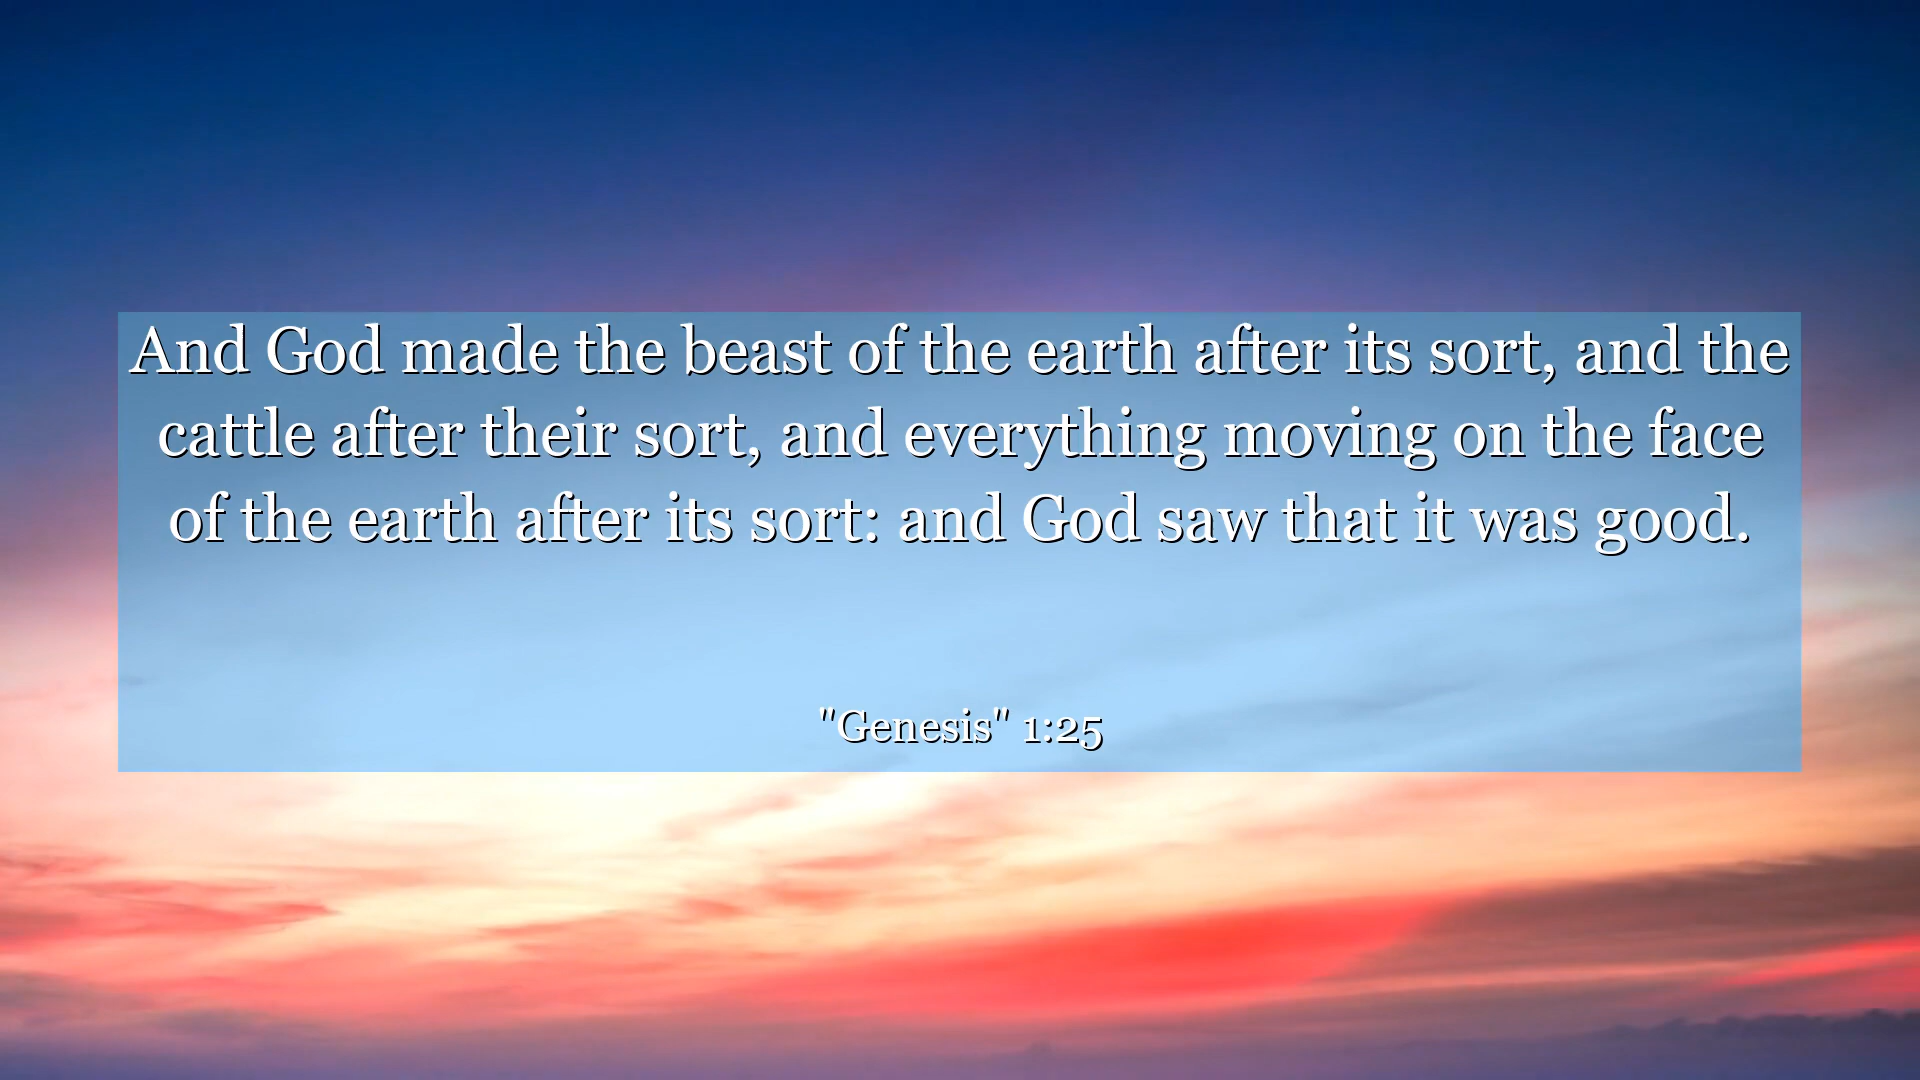 And God made the beast of the earth after its sort, and the
cattle after their sort, and everything moving on the face
of the earth after its sort: and God saw that it was good.
"Genesis" 1:25